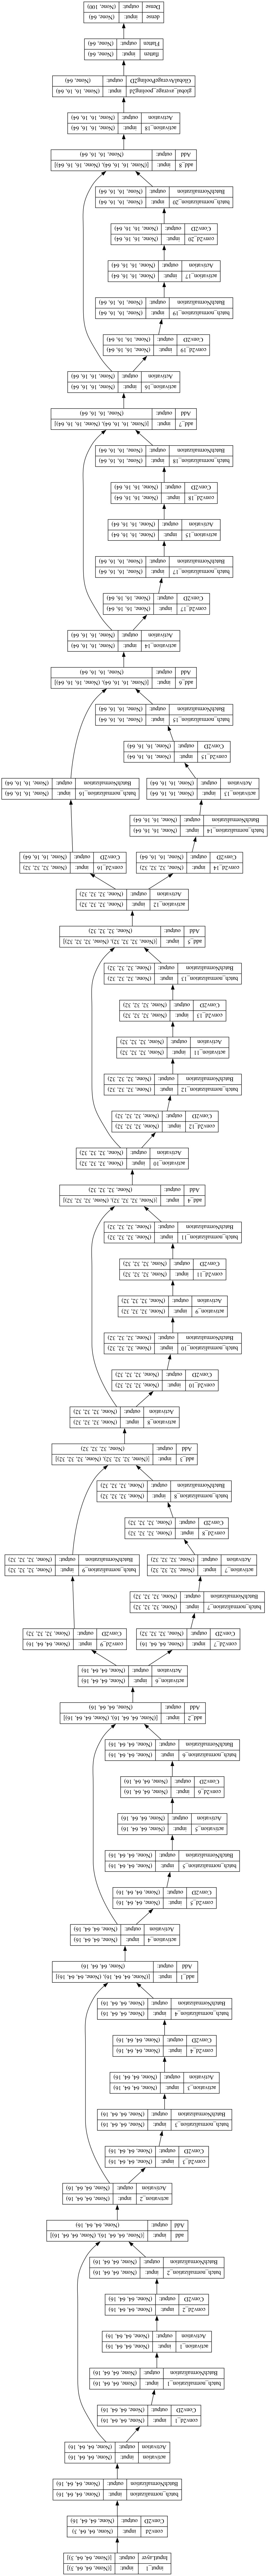 input_1 input: [(None, 64, 64, 3)]
InputLayer output: [(None, 64, 64, 3)]
conv2d input: (None, 64, 64, 3)
Conv2D output: (None, 64, 64, 16)
batch_normalization input: (None, 64, 64, 16)
BatchNormalization output: (None, 64, 64, 16)
activation input: (None, 64, 64, 16)
Activation output: (None, 64, 64, 16)
conv2d_1 input: (None, 64, 64, 16)
Conv2D output: (None, 64, 64, 16)
batch_normalization_1 input: (None, 64, 64, 16)
BatchNormalization output: (None, 64, 64, 16)
activation_1 input: (None, 64, 64, 16)
Activation output: (None, 64, 64, 16)
conv2d_2 input: (None, 64, 64, 16)
Conv2D output: (None, 64, 64, 16)
batch_normalization_2 input: (None, 64, 64, 16)
BatchNormalization output: (None, 64, 64, 16)
add input: [(None, 64, 64, 16), (None, 64, 64, 16)]
Add output: (None, 64, 64, 16)
activation_2 input: (None, 64, 64, 16)
Activation output: (None, 64, 64, 16)
conv2d_3 input: (None, 64, 64, 16)
Conv2D output: (None, 64, 64, 16)
batch_normalization_3 input: (None, 64, 64, 16)
BatchNormalization output: (None, 64, 64, 16)
activation_3 input: (None, 64, 64, 16)
Activation output: (None, 64, 64, 16)
conv2d_4 input: (None, 64, 64, 16)
Conv2D output: (None, 64, 64, 16)
batch_normalization_4 input: (None, 64, 64, 16)
BatchNormalization output: (None, 64, 64, 16)
add_1 input: [(None, 64, 64, 16), (None, 64, 64, 16)]
Add output: (None, 64, 64, 16)
activation_4 input: (None, 64, 64, 16)
Activation output: (None, 64, 64, 16)
conv2d_5 input: (None, 64, 64, 16)
Conv2D output: (None, 64, 64, 16)
batch_normalization_5 input: (None, 64, 64, 16)
BatchNormalization output: (None, 64, 64, 16)
activation_5 input: (None, 64, 64, 16)
Activation output: (None, 64, 64, 16)
conv2d_6 input: (None, 64, 64, 16)
Conv2D output: (None, 64, 64, 16)
batch_normalization_6 input: (None, 64, 64, 16)
BatchNormalization output: (None, 64, 64, 16)
add_2 input: [(None, 64, 64, 16), (None, 64, 64, 16)]
Add output: (None, 64, 64, 16)
activation_6 input: (None, 64, 64, 16)
Activation output: (None, 64, 64, 16)
conv2d_7 input: (None, 64, 64, 16)
Conv2D output: (None, 32, 32, 32)
conv2d_9 input: (None, 64, 64, 16)
Conv2D output: (None, 32, 32, 32)
batch_normalization_7 input: (None, 32, 32, 32)
BatchNormalization output: (None, 32, 32, 32)
activation_7 input: (None, 32, 32, 32)
Activation output: (None, 32, 32, 32)
batch_normalization_9 input: (None, 32, 32, 32)
BatchNormalization output: (None, 32, 32, 32)
conv2d_8 input: (None, 32, 32, 32)
Conv2D output: (None, 32, 32, 32)
batch_normalization_8 input: (None, 32, 32, 32)
BatchNormalization output: (None, 32, 32, 32)
add_3 input: [(None, 32, 32, 32), (None, 32, 32, 32)]
Add output: (None, 32, 32, 32)
activation_8 input: (None, 32, 32, 32)
Activation output: (None, 32, 32, 32)
conv2d_10 input: (None, 32, 32, 32)
Conv2D output: (None, 32, 32, 32)
batch_normalization_10 input: (None, 32, 32, 32)
BatchNormalization output: (None, 32, 32, 32)
activation_9 input: (None, 32, 32, 32)
Activation output: (None, 32, 32, 32)
conv2d_11 input: (None, 32, 32, 32)
Conv2D output: (None, 32, 32, 32)
batch_normalization_11 input: (None, 32, 32, 32)
BatchNormalization output: (None, 32, 32, 32)
add_4 input: [(None, 32, 32, 32), (None, 32, 32, 32)]
Add output: (None, 32, 32, 32)
activation_10 input: (None, 32, 32, 32)
Activation output: (None, 32, 32, 32)
conv2d_12 input: (None, 32, 32, 32)
Conv2D output: (None, 32, 32, 32)
batch_normalization_12 input: (None, 32, 32, 32)
BatchNormalization output: (None, 32, 32, 32)
activation_11 input: (None, 32, 32, 32)
Activation output: (None, 32, 32, 32)
conv2d_13 input: (None, 32, 32, 32)
Conv2D output: (None, 32, 32, 32)
batch_normalization_13 input: (None, 32, 32, 32)
BatchNormalization output: (None, 32, 32, 32)
add_5 input: [(None, 32, 32, 32), (None, 32, 32, 32)]
Add output: (None, 32, 32, 32)
activation_12 input: (None, 32, 32, 32)
Activation output: (None, 32, 32, 32)
conv2d_14 input: (None, 32, 32, 32)
Conv2D output: (None, 16, 16, 64)
conv2d_16 input: (None, 32, 32, 32)
Conv2D output: (None, 16, 16, 64)
batch_normalization_14 input: (None, 16, 16, 64)
BatchNormalization output: (None, 16, 16, 64)
activation_13 input: (None, 16, 16, 64)
Activation output: (None, 16, 16, 64)
batch_normalization_16 input: (None, 16, 16, 64)
BatchNormalization output: (None, 16, 16, 64)
conv2d_15 input: (None, 16, 16, 64)
Conv2D output: (None, 16, 16, 64)
batch_normalization_15 input: (None, 16, 16, 64)
BatchNormalization output: (None, 16, 16, 64)
add_6 input: [(None, 16, 16, 64), (None, 16, 16, 64)]
Add output: (None, 16, 16, 64)
activation_14 input: (None, 16, 16, 64)
Activation output: (None, 16, 16, 64)
conv2d_17 input: (None, 16, 16, 64)
Conv2D output: (None, 16, 16, 64)
batch_normalization_17 input: (None, 16, 16, 64)
BatchNormalization output: (None, 16, 16, 64)
activation_15 input: (None, 16, 16, 64)
Activation output: (None, 16, 16, 64)
conv2d_18 input: (None, 16, 16, 64)
Conv2D output: (None, 16, 16, 64)
batch_normalization_18 input: (None, 16, 16, 64)
BatchNormalization output: (None, 16, 16, 64)
add_7 input: [(None, 16, 16, 64), (None, 16, 16, 64)]
Add output: (None, 16, 16, 64)
activation_16 input: (None, 16, 16, 64)
Activation output: (None, 16, 16, 64)
conv2d_19 input: (None, 16, 16, 64)
Conv2D output: (None, 16, 16, 64)
batch_normalization_19 input: (None, 16, 16, 64)
BatchNormalization output: (None, 16, 16, 64)
activation_17 input: (None, 16, 16, 64)
Activation output: (None, 16, 16, 64)
conv2d_20 input: (None, 16, 16, 64)
Conv2D output: (None, 16, 16, 64)
batch_normalization_20 input: (None, 16, 16, 64)
BatchNormalization output: (None, 16, 16, 64)
add_8 input: [(None, 16, 16, 64), (None, 16, 16, 64)]
Add output: (None, 16, 16, 64)
activation_18 input: (None, 16, 16, 64)
Activation output: (None, 16, 16, 64)
global_average_pooling2d input: (None, 16, 16, 64)
GlobalAveragePooling2D output: (None, 64)
flatten input: (None, 64)
Flatten output: (None, 64)
dense input: (None, 64)
Dense output: (None, 100)